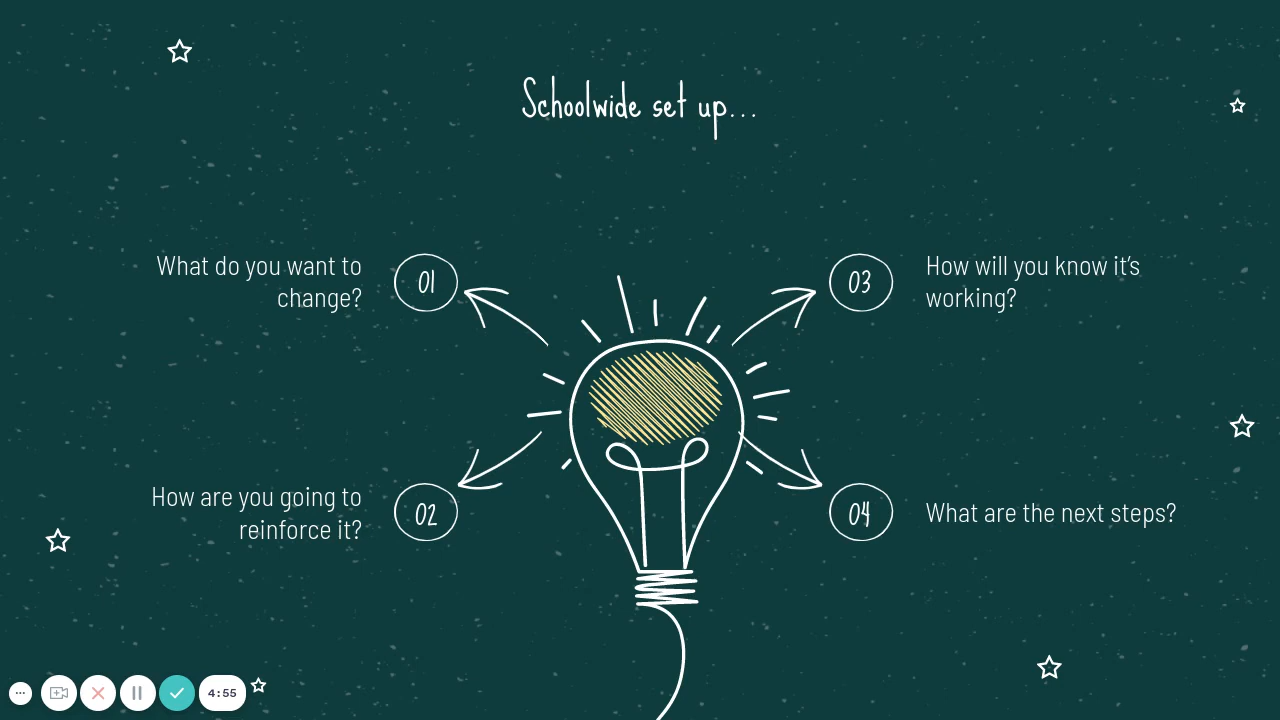 Schoolwide set up...
What do you want to
change?
01
How are you going to
reinforce it?
02
03
How will you know it’s
working?
04
What are the next steps?
4:55